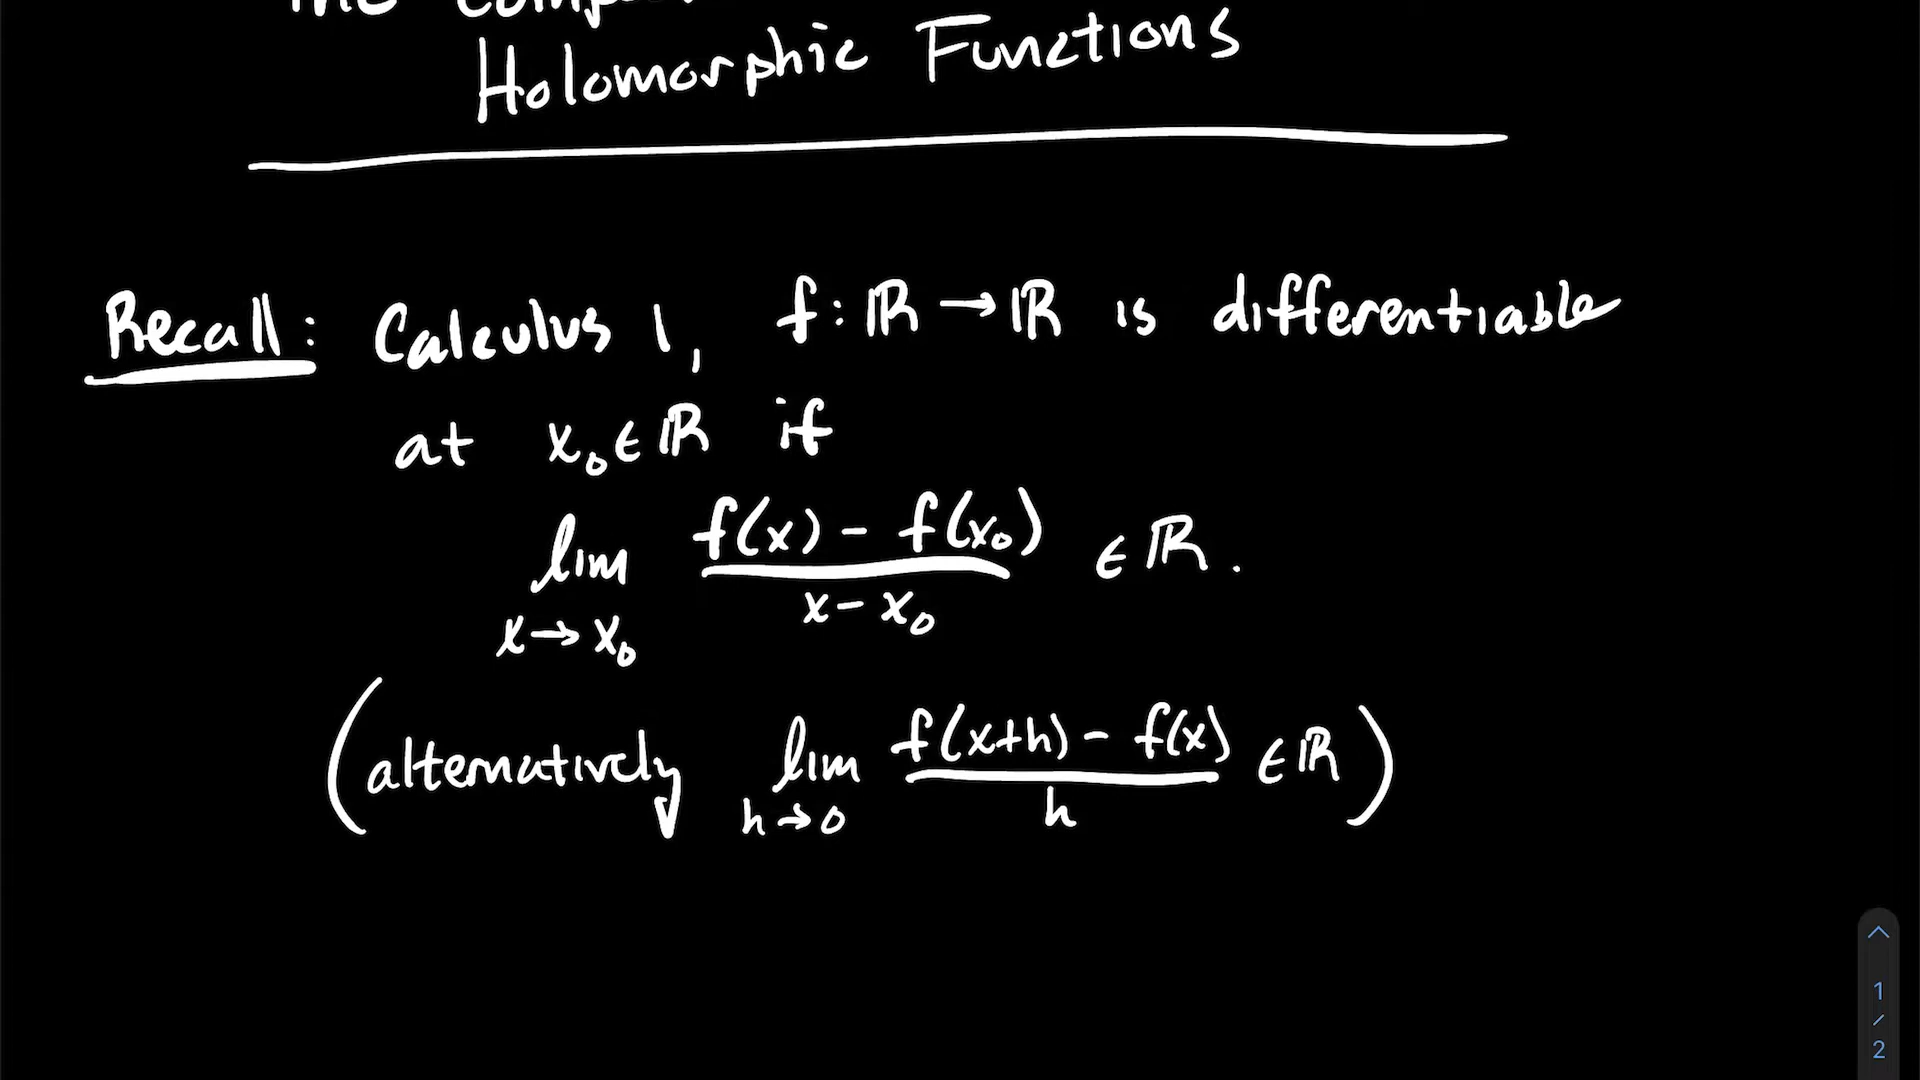 Holomorphic Functions
Recall: Calculus 1, f: ℝ → ℝ is differentiable
at x₀ ∈ ℝ if
lim x→x₀ (f(x) - f(x₀)) / (x - x₀) ∈ ℝ.
(alternatively lim h→0 (f(x+h) - f(x)) / h ∈ ℝ)
1
/
2